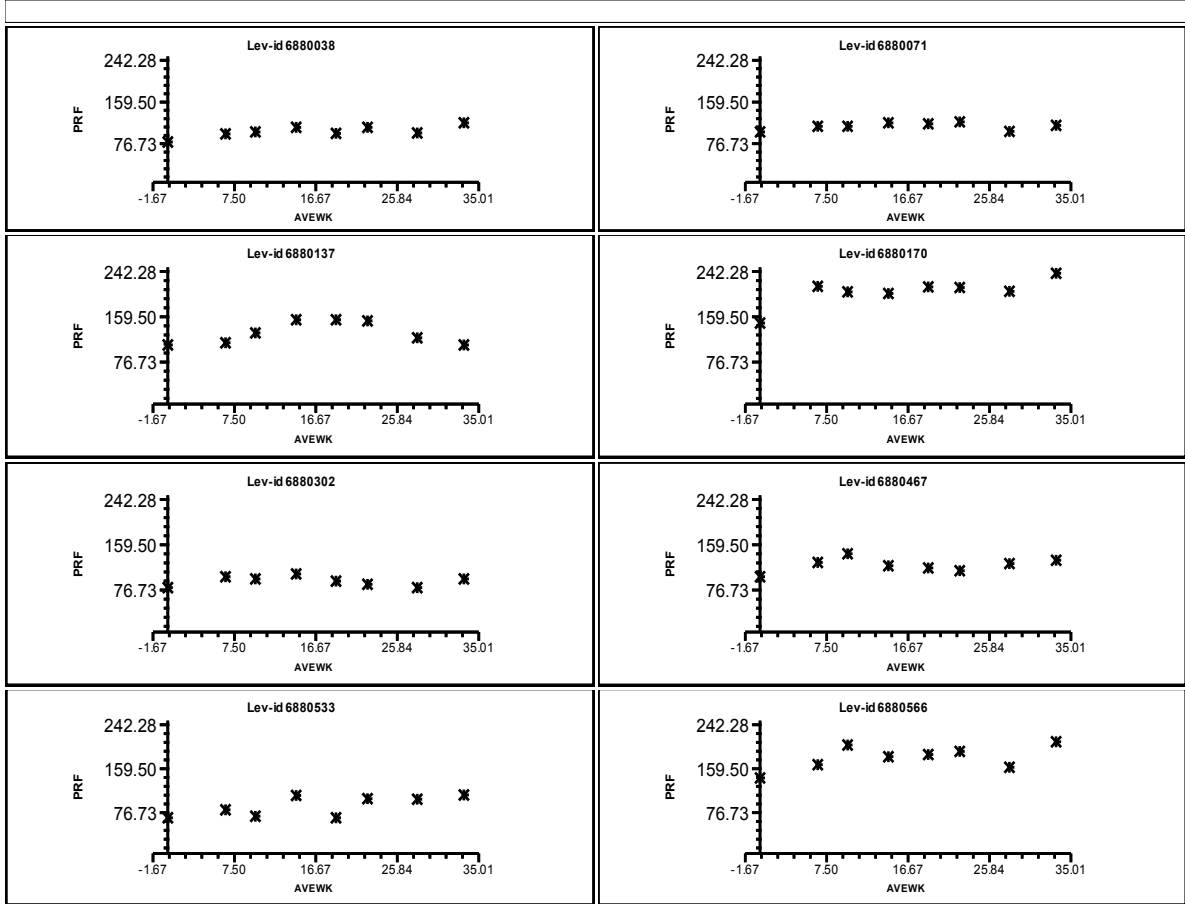 Lev-id 6880038
242.28
159.50
76.73
PRF
-1.67 7.50 16.67 25.84 35.01
AVEWK
Lev-id 6880071
242.28
159.50
76.73
PRF
-1.67 7.50 16.67 25.84 35.01
AVEWK
Lev-id 6880137
242.28
159.50
76.73
PRF
-1.67 7.50 16.67 25.84 35.01
AVEWK
Lev-id 6880170
242.28
159.50
76.73
PRF
-1.67 7.50 16.67 25.84 35.01
AVEWK
Lev-id 6880302
242.28
159.50
76.73
PRF
-1.67 7.50 16.67 25.84 35.01
AVEWK
Lev-id 6880467
242.28
159.50
76.73
PRF
-1.67 7.50 16.67 25.84 35.01
AVEWK
Lev-id 6880533
242.28
159.50
76.73
PRF
-1.67 7.50 16.67 25.84 35.01
AVEWK
Lev-id 6880566
242.28
159.50
76.73
PRF
-1.67 7.50 16.67 25.84 35.01
AVEWK